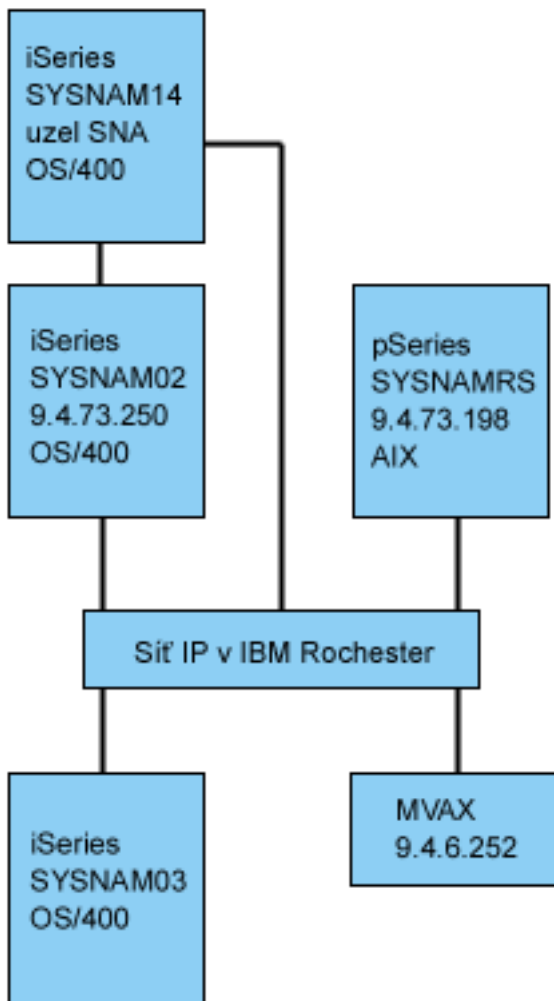 iSeries
SYSNAM14
uzel SNA
OS/400
iSeries
SYSNAM02
9.4.73.250
OS/400
pSeries
SYSNAMRS
9.4.73.198
AIX
Síť IP v IBM Rochester
iSeries
SYSNAM03
OS/400
MVAX
9.4.6.252